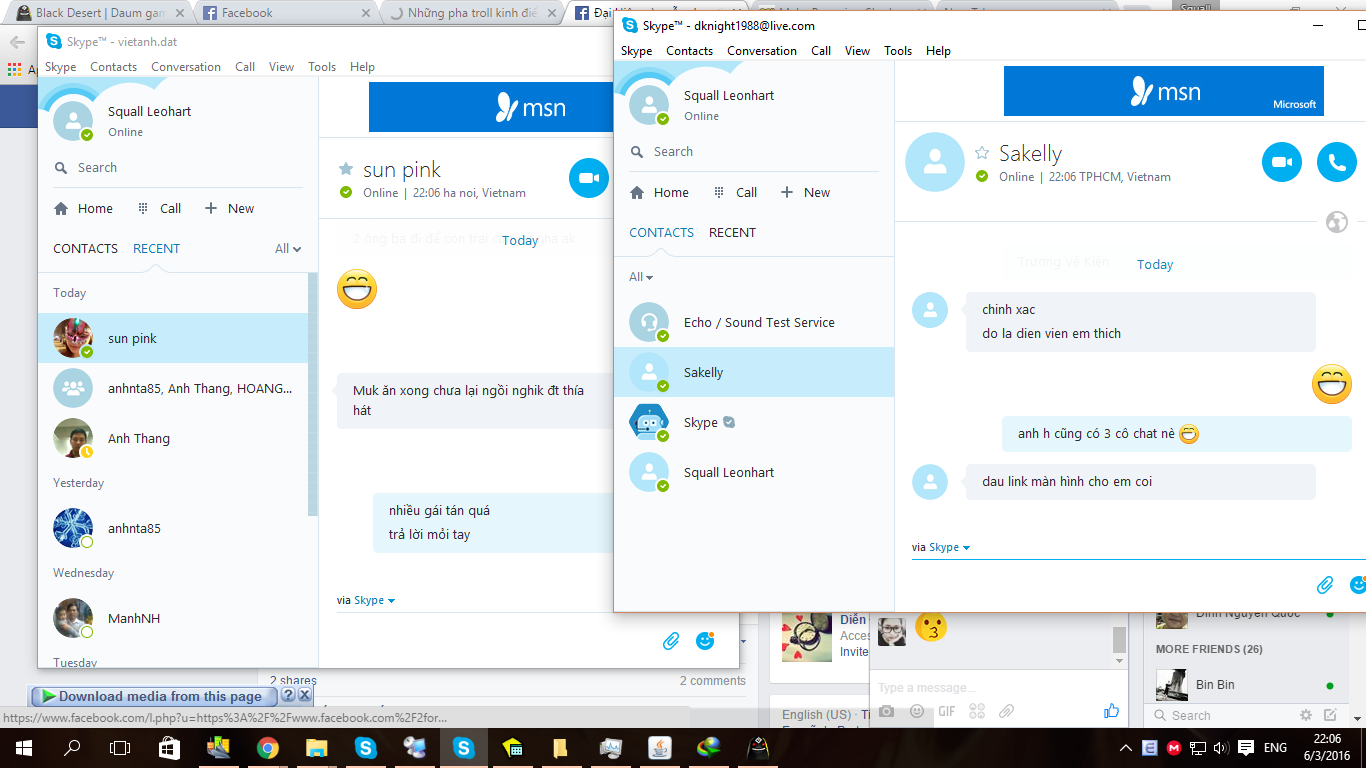 Black Desert | Daum gam
Facebook
Những pha troll kinh điể
Squall
Skype™ - vietanh.dat
Skype Contacts Conversation Call View Tools Help
Squall Leohart
Online
Search
Home Call New
CONTACTS RECENT All
Today
sun pink
anhnta85, Anh Thang, HOANG...
Anh Thang
Yesterday
anhnta85
Wednesday
ManhNH
Tuesday
msn
sun pink
Online | 22:06 ha noi, Vietnam
Today
Muk ăn xong chưa lại ngồi nghik đt thía
hát
nhiều gái tán quá
trả lời mỏi tay
via Skype
Skype™ - dknight1988@live.com
Skype Contacts Conversation Call View Tools Help
Squall Leonhart
Online
Search
Home Call New
CONTACTS RECENT
All
Echo / Sound Test Service
Sakelly
Skype
Squall Leonhart
msn
Microsoft
Sakelly
Online | 22:06 TPHCM, Vietnam
Trương Vệ Kiện
Today
chinh xac
do la dien vien em thich
anh h cũng có 3 cô chat nè
dau link màn hình cho em coi
via Skype
2 shares
2 comments
Diễn
Acces
Invite
English (US) · Ti
Type a message...
GIF
Dinh Nguyen Quoc
MORE FRIENDS (26)
Bin Bin
Search
Download media from this page ?
https://www.facebook.com/l.php?u=https%3A%2F%2Fwww.facebook.com%2F2for...
ENG
22:06
6/3/2016